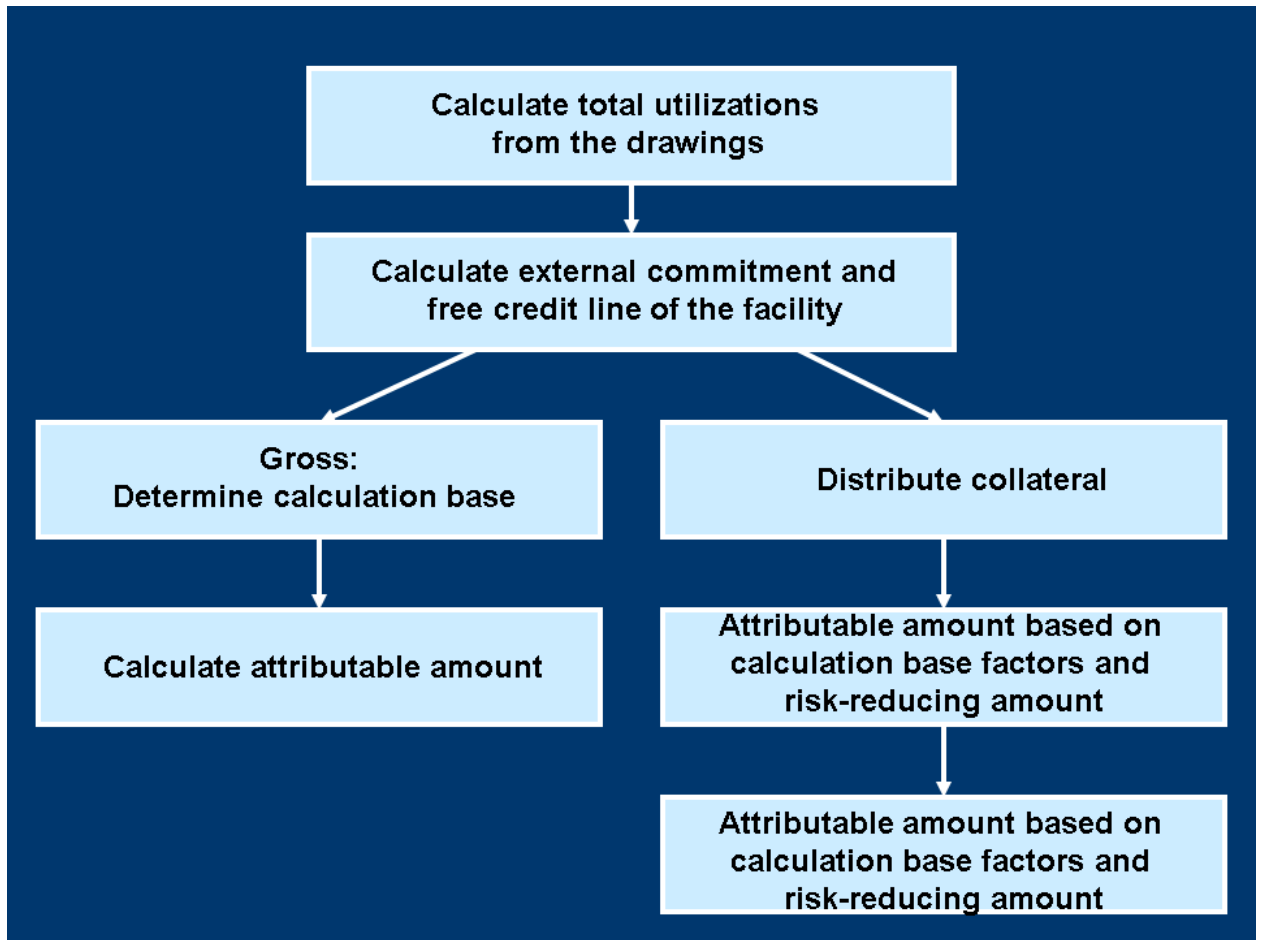 Calculate total utilizations
from the drawings
Calculate external commitment and
free credit line of the facility
Gross:
Determine calculation base
Distribute collateral
Calculate attributable amount
Attributable amount based on
calculation base factors and
risk-reducing amount
Attributable amount based on
calculation base factors and
risk-reducing amount